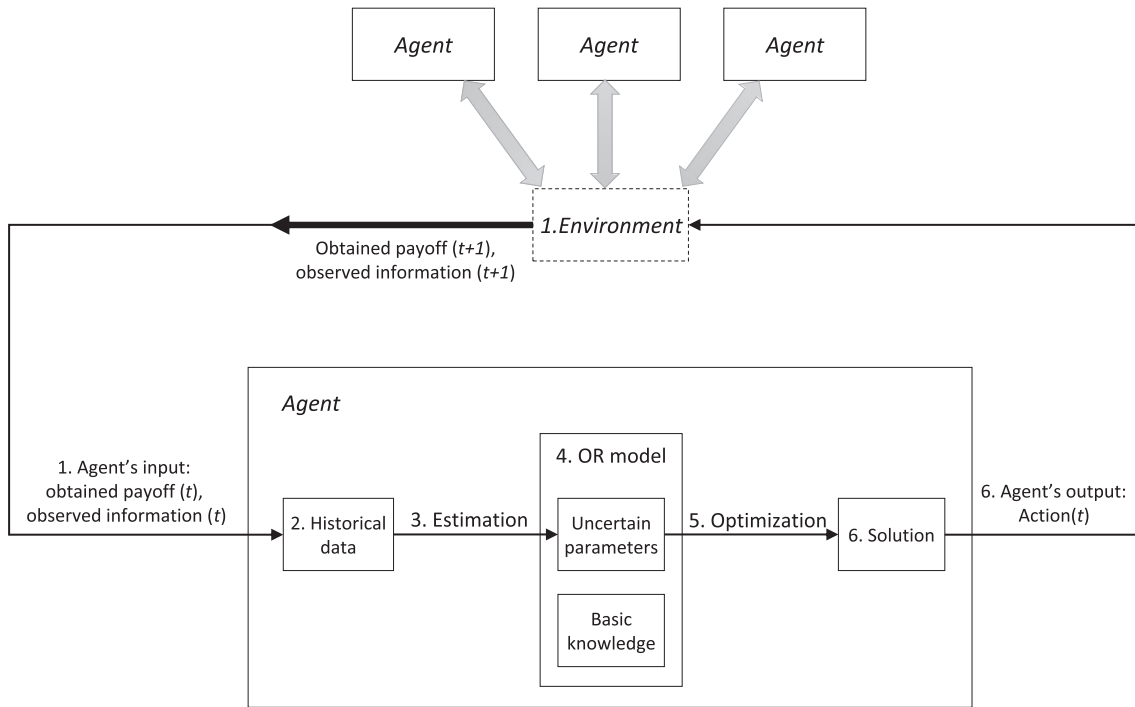 Agent
Agent
Agent
1.Environment
Obtained payoff (t+1),
observed information (t+1)
Agent
1. Agent's input:
obtained payoff (t),
observed information (t)
2. Historical
data
3. Estimation
4. OR model
Uncertain
parameters
Basic
knowledge
5. Optimization
6. Solution
6. Agent's output:
Action(t)